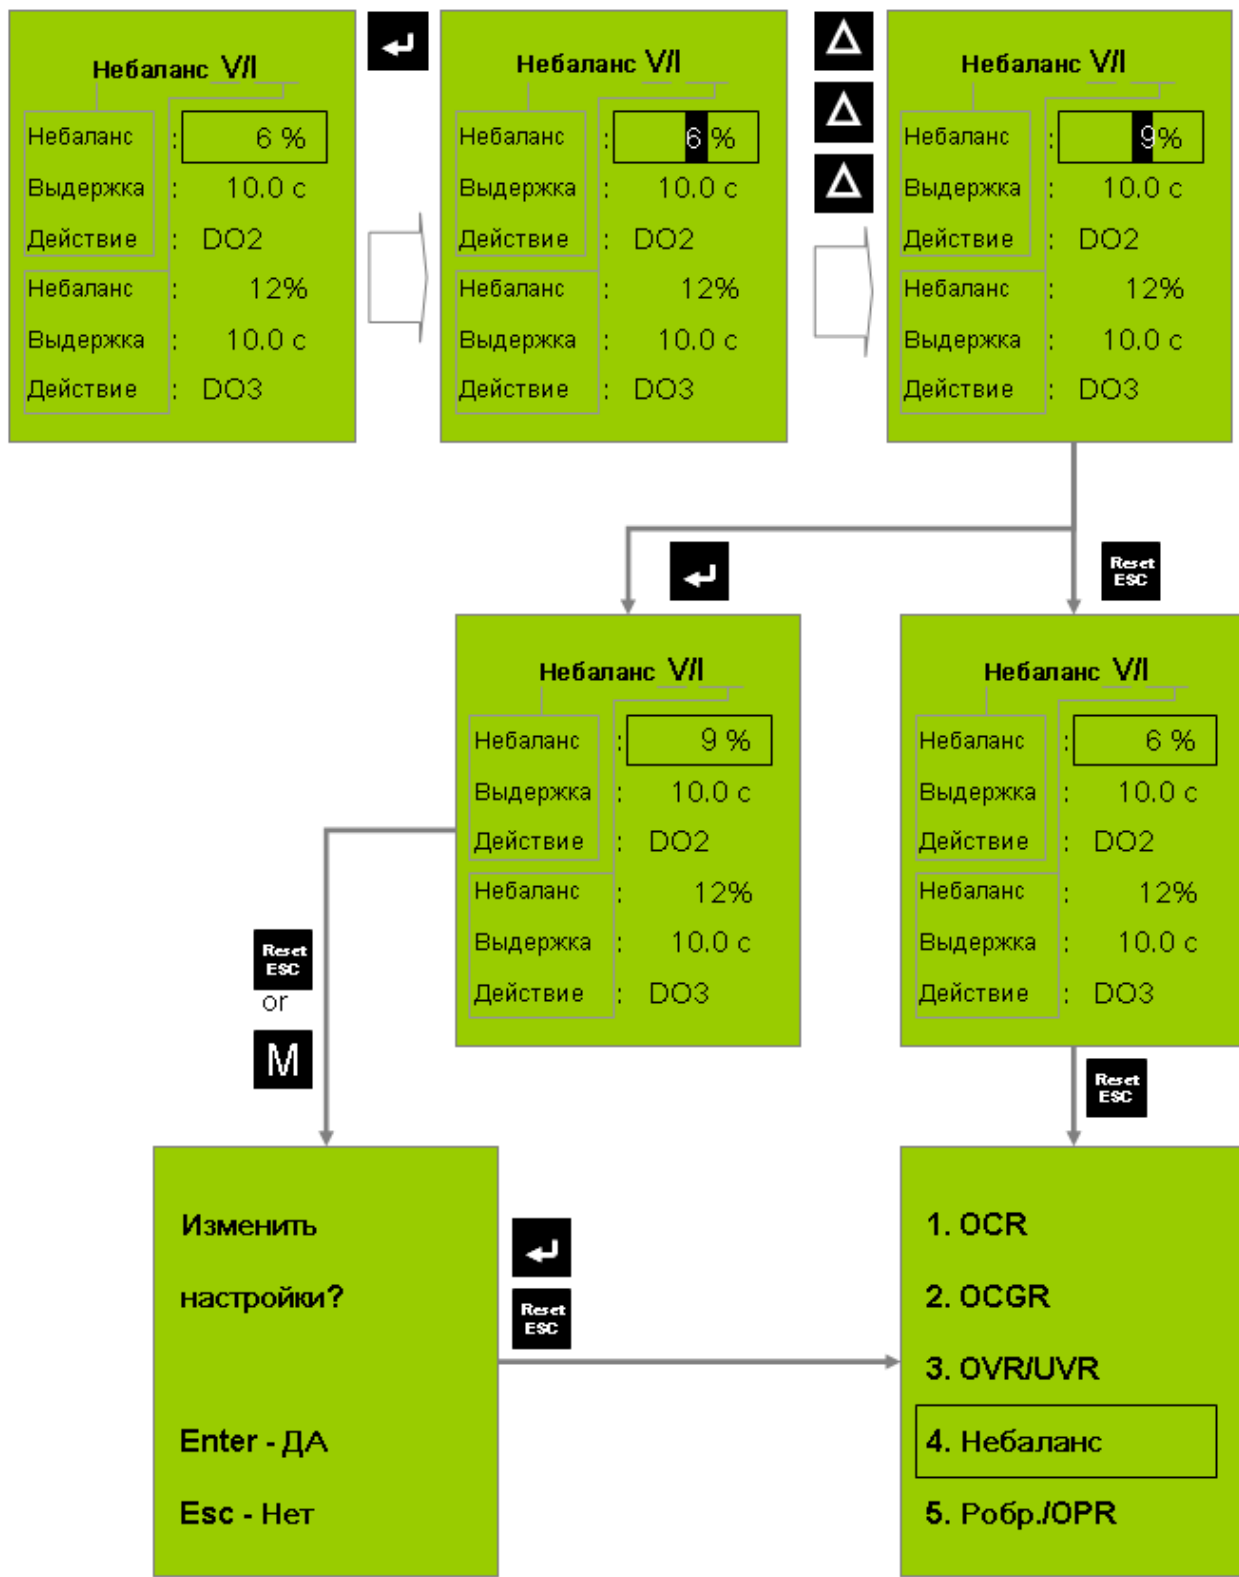 Небаланс V/I
Небаланс : 6 %
Выдержка : 10.0 с
Действие : DO2
Небаланс : 12%
Выдержка : 10.0 с
Действие : DO3
Небаланс V/I
Небаланс : 6 %
Выдержка : 10.0 с
Действие : DO2
Небаланс : 12%
Выдержка : 10.0 с
Действие : DO3
Небаланс V/I
Небаланс : 9%
Выдержка : 10.0 с
Действие : DO2
Небаланс : 12%
Выдержка : 10.0 с
Действие : DO3
Reset
ESC
Небаланс V/I
Небаланс : 9 %
Выдержка : 10.0 с
Действие : DO2
Небаланс : 12%
Выдержка : 10.0 с
Действие : DO3
Небаланс V/I
Небаланс : 6 %
Выдержка : 10.0 с
Действие : DO2
Небаланс : 12%
Выдержка : 10.0 с
Действие : DO3
Reset
ESC
or
M
Reset
ESC
Изменить
настройки?
Enter - ДА
Esc - Нет
Reset
ESC
1. OCR
2. OCGR
3. OVR/UVR
4. Небаланс
5. Робр./OPR